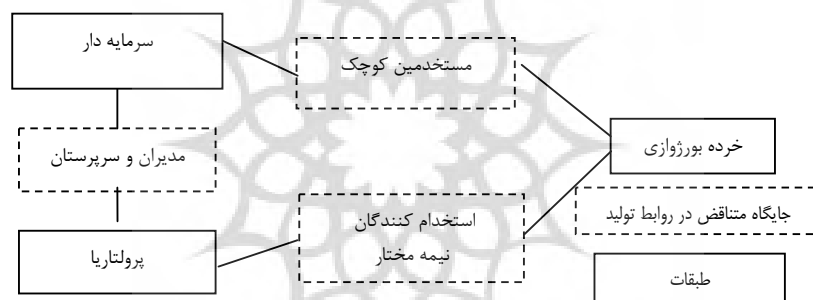 سرمایه دار
مستخدمین کوچک
خرده بورژوازی
مدیران و سرپرستان
جایگاه متناقض در روابط تولید
استخدام کنندگان
نیمه مختار
پرولتاریا
طبقات